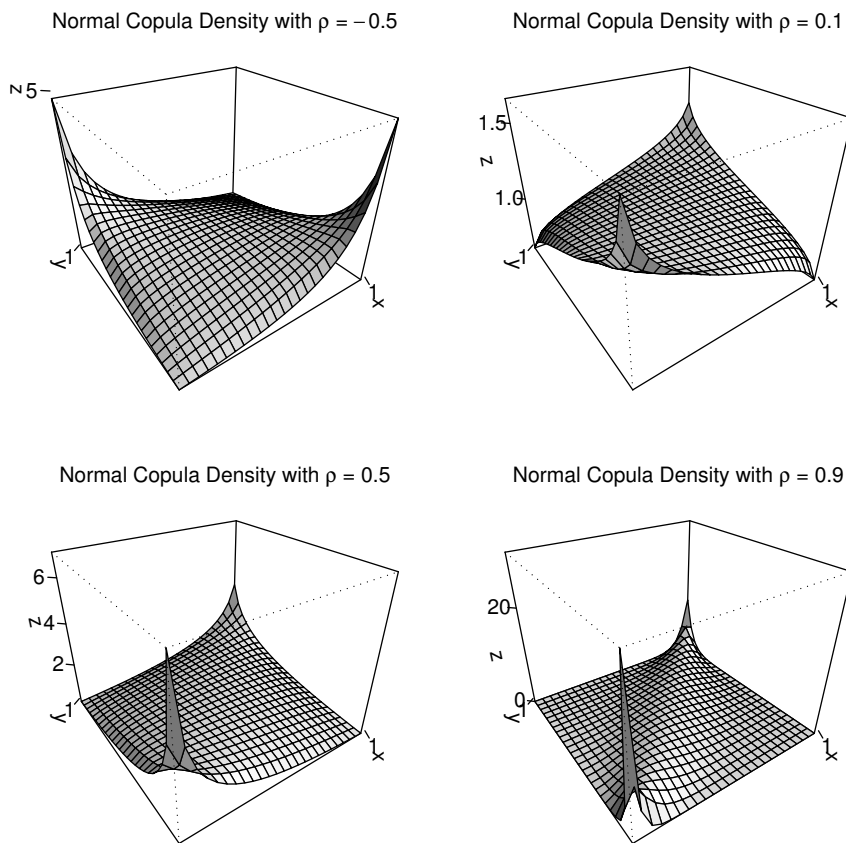 Normal Copula Density with ρ = −0.5
z
5
y
1
1
x
Normal Copula Density with ρ = 0.1
1.5
z
1.0
y
1
1
x
Normal Copula Density with ρ = 0.5
6
4
z
2
y
1
1
x
Normal Copula Density with ρ = 0.9
20
z
0
y
1
1
x